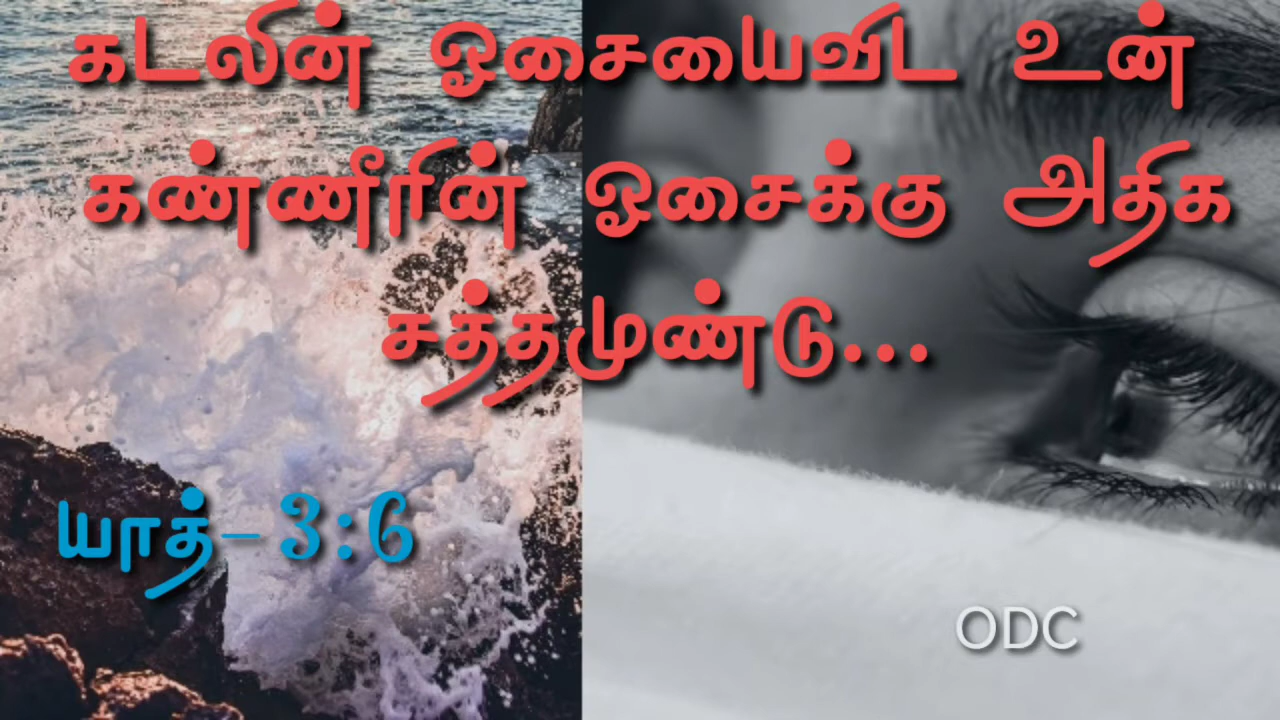 கடலின் ஓசையைவிட உன்
கண்ணீரின் ஓசைக்கு அதிக
சத்தமுண்டு...
யாத்-3:6
ODC